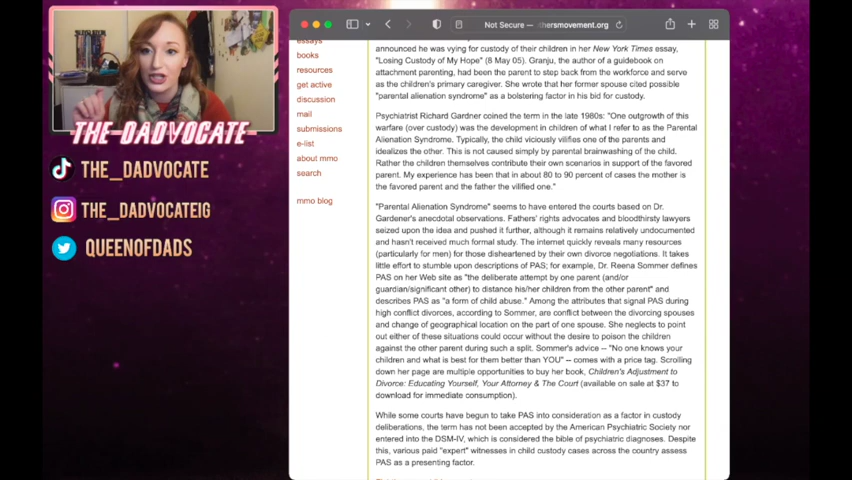 THE-DADVOCATE
THE_DADVOCATE
THE_DADVOCATEIG
QUEENOFDADS
Not Secure — thersmovement.org
essays
books
resources
get active
discussion
mail
submissions
e-list
about mmo
search
mmo blog
announced he was vying for custody of their children in her New York Times essay,
"Losing Custody of My Hope" (8 May 05). Granju, the author of a guidebook on
attachment parenting, had been the parent to step back from the workforce and serve
as the children's primary caregiver. She wrote that her former spouse cited possible
"parental alienation syndrome" as a bolstering factor in his bid for custody.
Psychiatrist Richard Gardner coined the term in the late 1980s: "One outgrowth of this
warfare (over custody) was the development in children of what I refer to as the Parental
Alienation Syndrome. Typically, the child viciously vilifies one of the parents and
idealizes the other. This is not caused simply by parental brainwashing of the child.
Rather the children themselves contribute their own scenarios in support of the favored
parent. My experience has been that in about 80 to 90 percent of cases the mother is
the favored parent and the father the vilified one."
"Parental Alienation Syndrome" seems to have entered the courts based on Dr.
Gardener's anecdotal observations. Fathers' rights advocates and bloodthirsty lawyers
seized upon the idea and pushed it further, although it remains relatively undocumented
and hasn't received much formal study. The internet quickly reveals many resources
(particularly for men) for those disheartened by their own divorce negotiations. It takes
little effort to stumble upon descriptions of PAS; for example, Dr. Reena Sommer defines
PAS on her Web site as "the deliberate attempt by one parent (and/or
guardian/significant other) to distance his/her children from the other parent" and
describes PAS as "a form of child abuse." Among the attributes that signal PAS during
high conflict divorces, according to Sommer, are conflict between the divorcing spouses
and change of geographical location on the part of one spouse. She neglects to point
out either of these situations could occur without the desire to poison the children
against the other parent during such a split. Sommer's advice -- "No one knows your
children and what is best for them better than YOU" -- comes with a price tag. Scrolling
down her page are multiple opportunities to buy her book, Children's Adjustment to
Divorce: Educating Yourself, Your Attorney & The Court (available on sale at $37 to
download for immediate consumption).
While some courts have begun to take PAS into consideration as a factor in custody
deliberations, the term has not been accepted by the American Psychiatric Society nor
entered into the DSM-IV, which is considered the bible of psychiatric diagnoses. Despite
this, various paid "expert" witnesses in child custody cases across the country assess
PAS as a presenting factor.